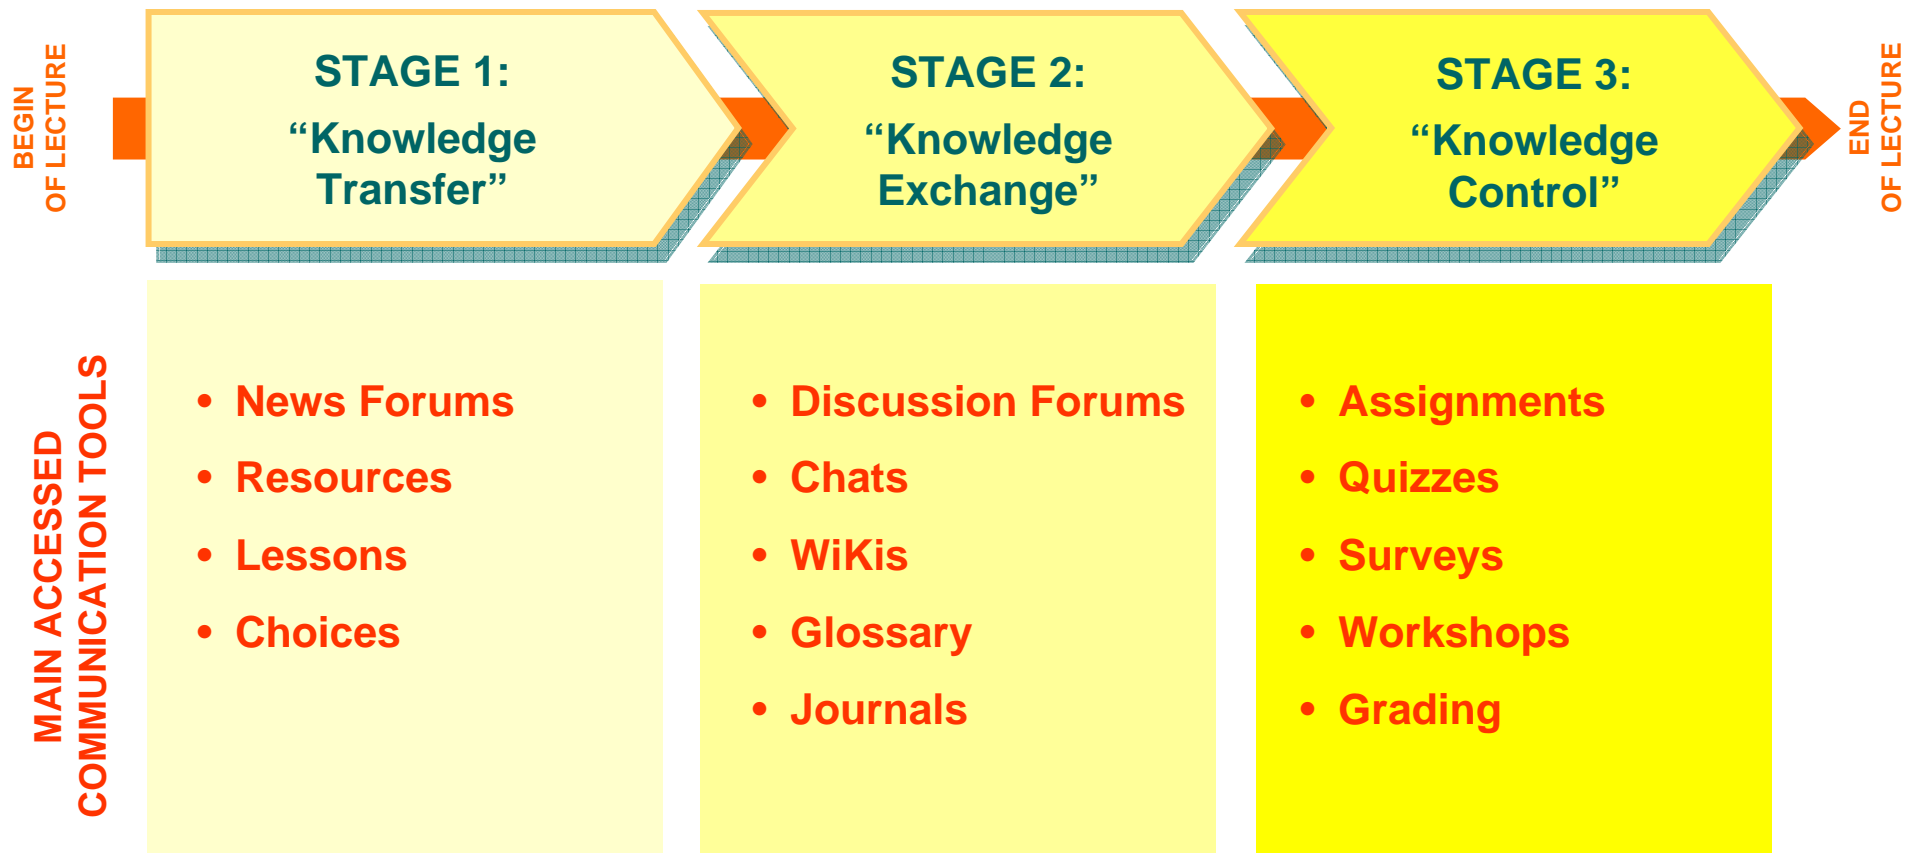 BEGIN
OF LECTURE
STAGE 1:
“Knowledge
Transfer”
STAGE 2:
“Knowledge
Exchange”
STAGE 3:
“Knowledge
Control”
END
OF LECTURE
MAIN ACCESSED
COMMUNICATION TOOLS
• News Forums
• Resources
• Lessons
• Choices
• Discussion Forums
• Chats
• WiKis
• Glossary
• Journals
• Assignments
• Quizzes
• Surveys
• Workshops
• Grading